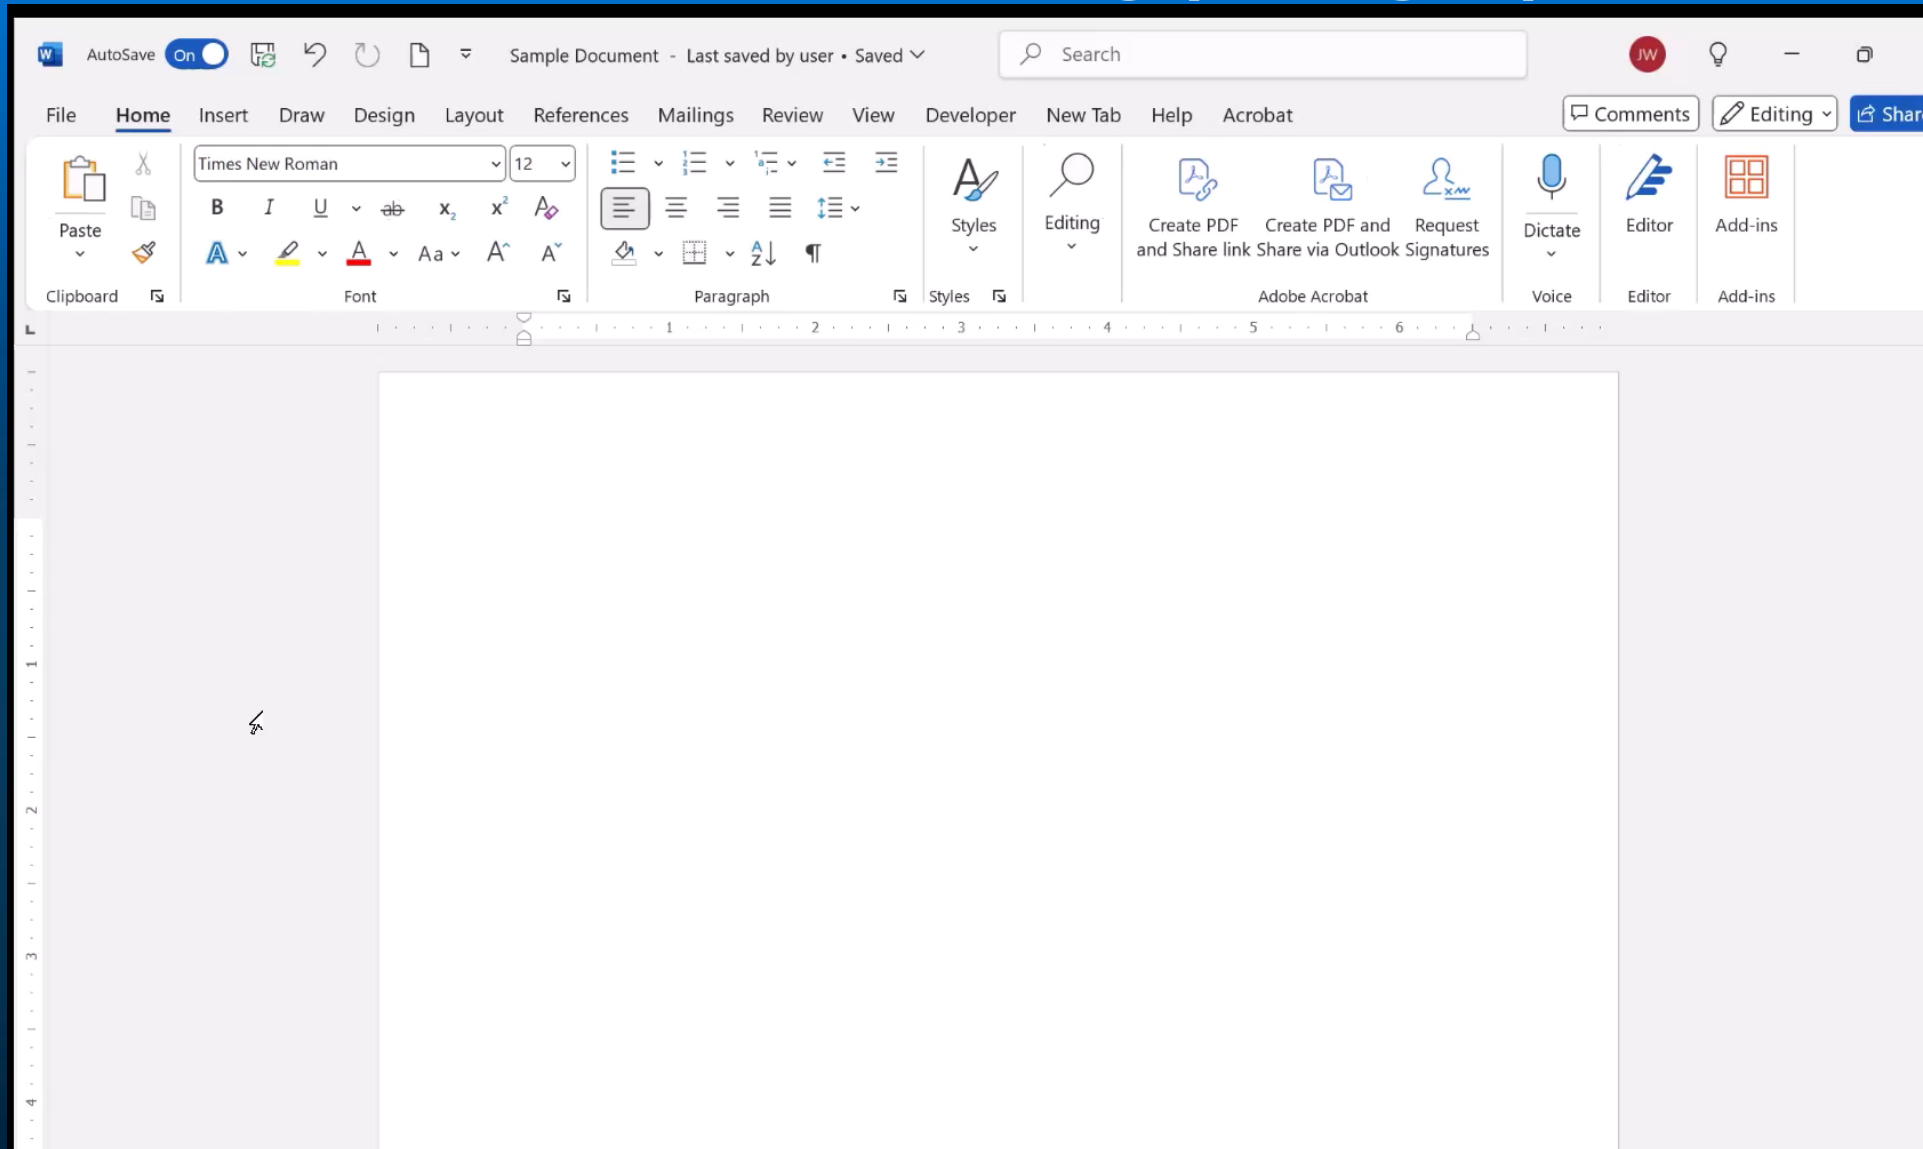 AutoSave On Sample Document - Last saved by user • Saved Search JW
File Home Insert Draw Design Layout References Mailings Review View Developer New Tab Help Acrobat Comments Editing Share
Times New Roman 12
Paste
Clipboard
B I U ab x₂ x²
A A Aa A A
Font
Paragraph
Styles
Styles
Editing
Create PDF
and Share link
Create PDF and
Share via Outlook
Request
Signatures
Adobe Acrobat
Dictate
Voice
Editor
Editor
Add-ins
Add-ins
1 2 3 4 5 6
1
2
3
4